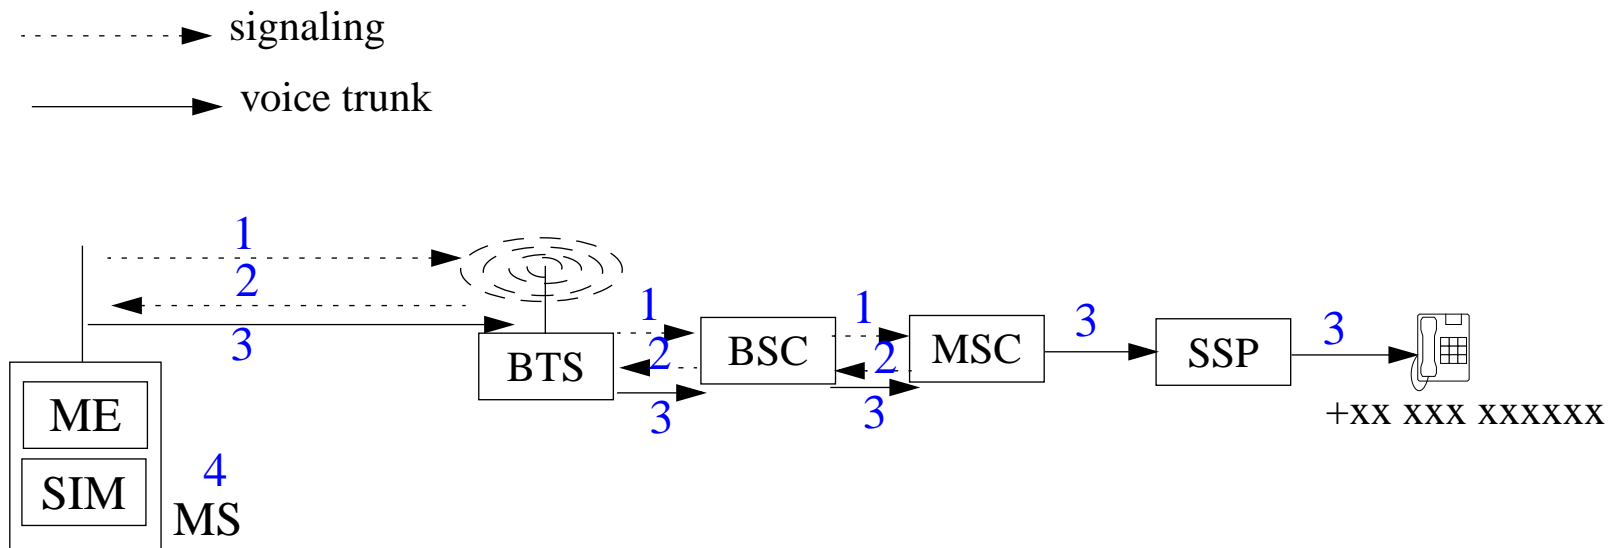 signaling
voice trunk
1
2
3
1
2
3
1
2
3
3
3
BTS
BSC
MSC
SSP
+xx xxx xxxxxx
ME
SIM
4
MS